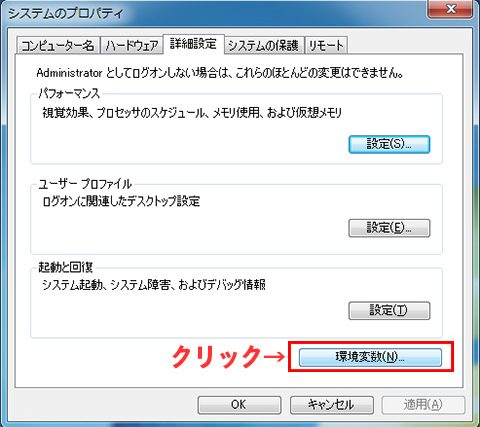 システムのプロパティ
コンピューター名 ハードウェア 詳細設定 システムの保護 リモート
Administrator としてログオンしない場合は、これらのほとんどの変更はできません。
パフォーマンス
視覚効果、プロセッサのスケジュール、メモリ使用、および仮想メモリ
設定(S)...
ユーザー プロファイル
ログオンに関連したデスクトップ設定
設定(E)...
起動と回復
システム起動、システム障害、およびデバッグ情報
設定(T)
クリック→ 環境変数(N)...
OK キャンセル 適用(A)